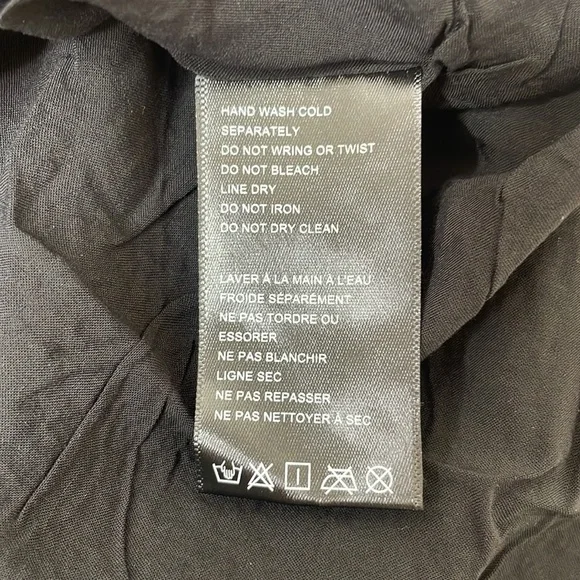 HAND WASH COLD
SEPARATELY
DO NOT WRING OR TWIST
DO NOT BLEACH
LINE DRY
DO NOT IRON
DO NOT DRY CLEAN
LAVER À LA MAIN À L'EAU
FROIDE SÉPARÉMENT
NE PAS TORDRE OU
ESSORER
NE PAS BLANCHIR
LIGNE SEC
NE PAS REPASSER
NE PAS NETTOYER À SEC